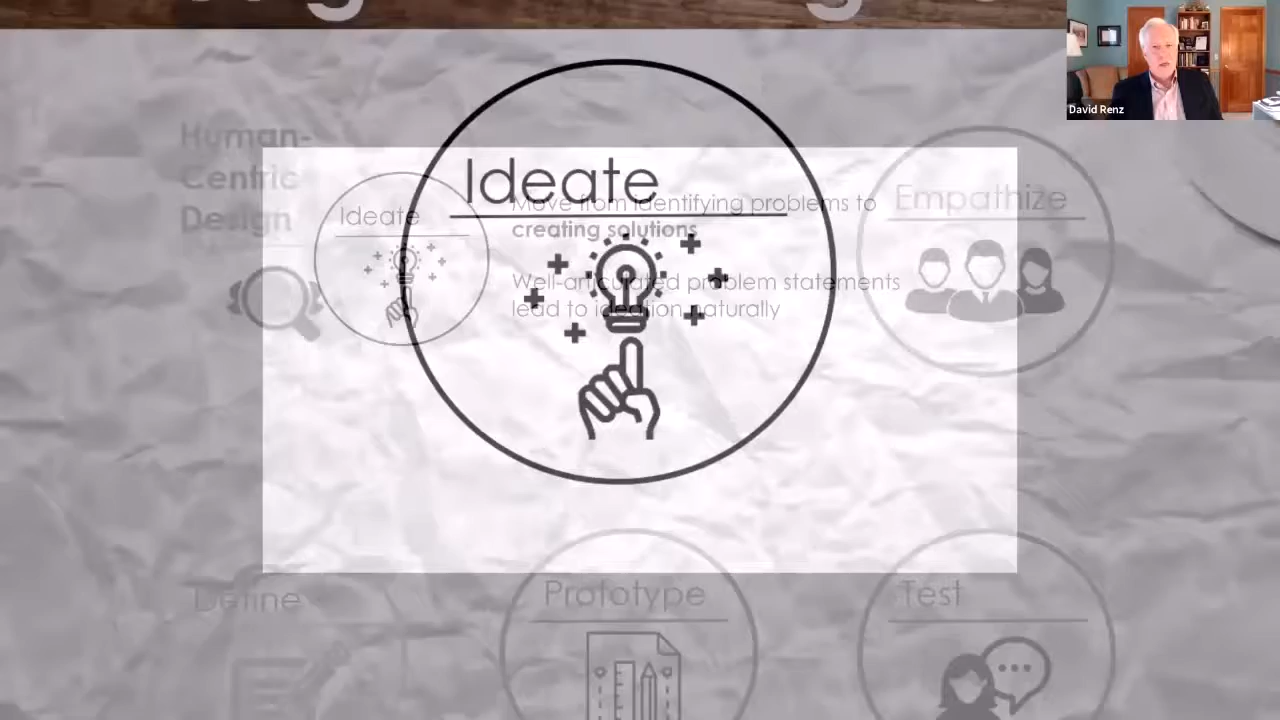 David Renz
Human-
Centric
Design
Ideate
Ideate
Move from identifying problems to
creating solutions
Well-articulated problem statements
lead to ideation naturally
Empathize
Define
Prototype
Test